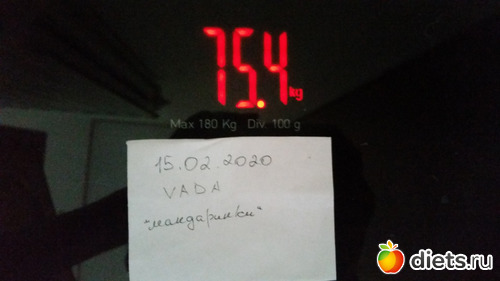 75.4 kg
Max 180 Kg Div. 100 g
15.02.2020
VADA
"мандаринки"
diets.ru